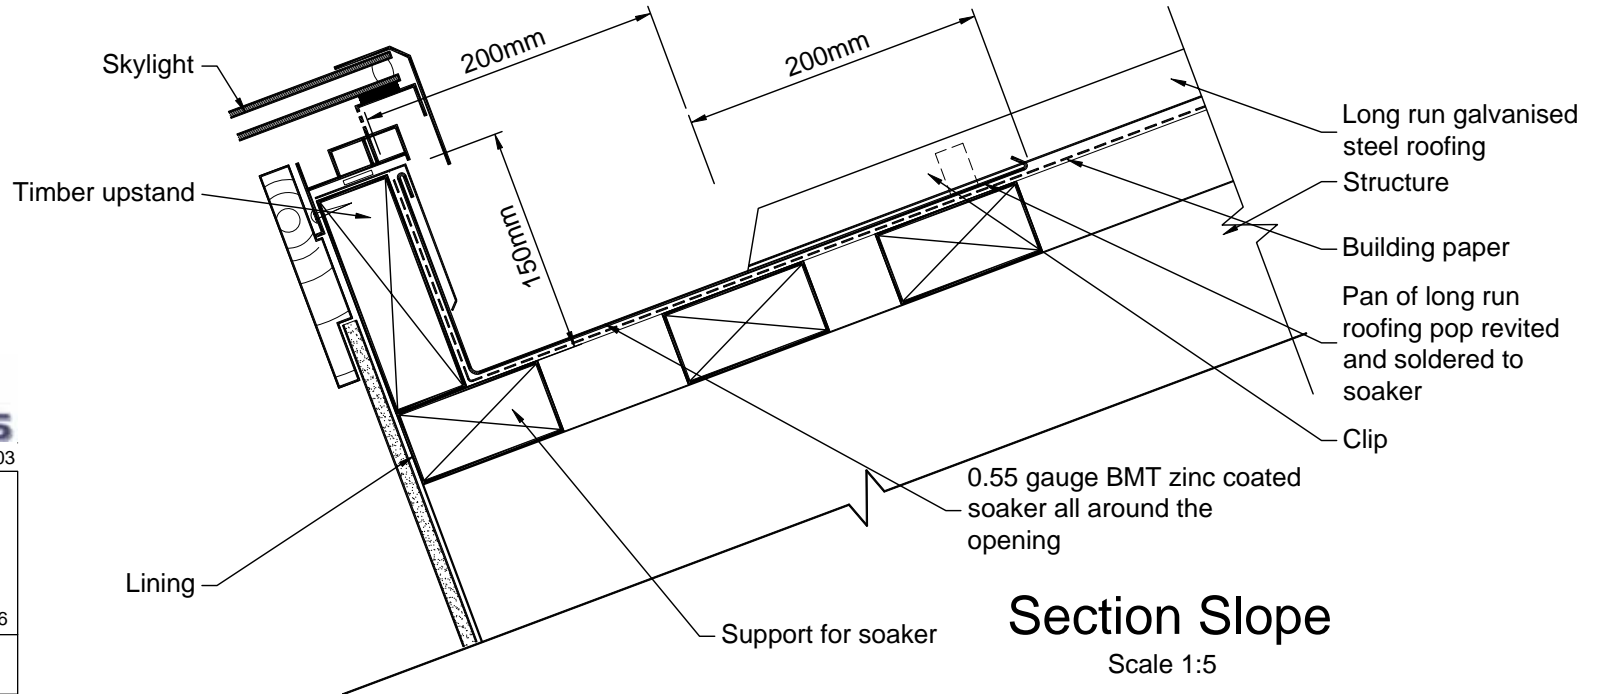 Skylight
200mm
200mm
Long run galvanised
steel roofing
Structure
Timber upstand
150mm
Building paper
Pan of long run
roofing pop revited
and soldered to
soaker
Clip
S
03
0.55 gauge BMT zinc coated
soaker all around the
opening
Lining
6
Support for soaker
Section Slope
Scale 1:5